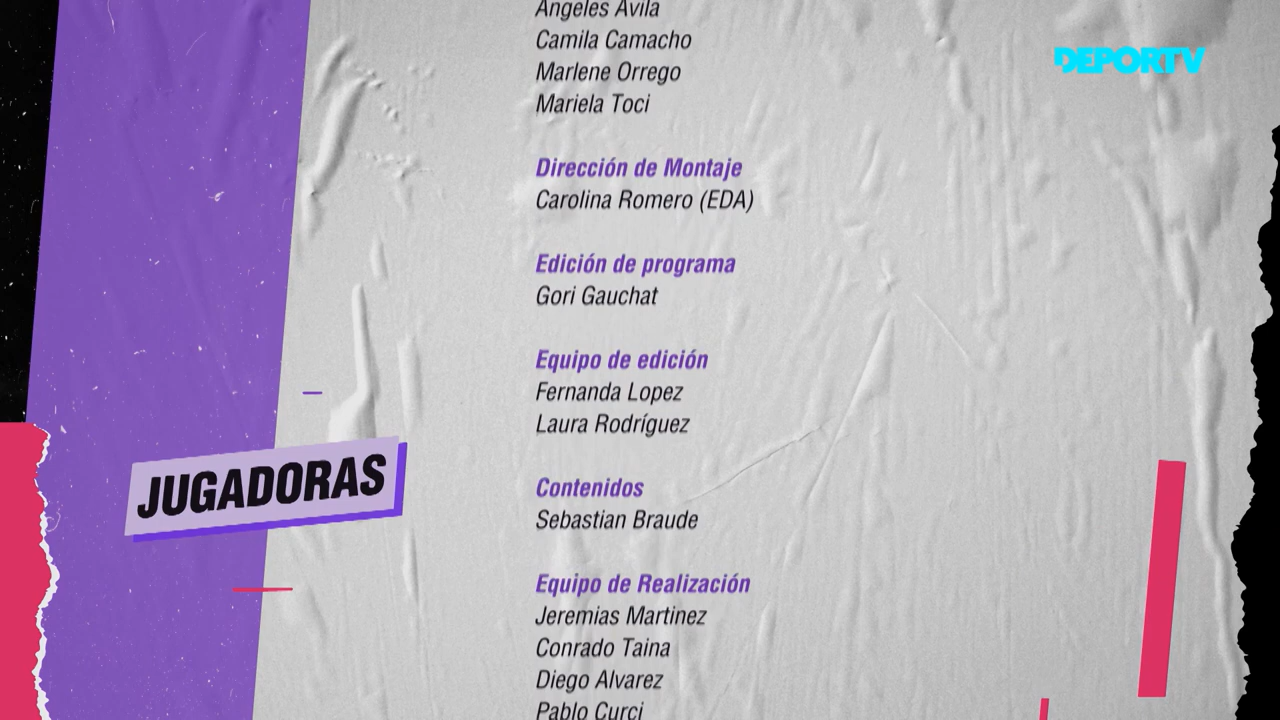 Angeles Avila
Camila Camacho
Marlene Orrego
Mariela Toci
DEPORTV
Dirección de Montaje
Carolina Romero (EDA)
Edición de programa
Gori Gauchat
Equipo de edición
Fernanda Lopez
Laura Rodríguez
JUGADORAS
Contenidos
Sebastian Braude
Equipo de Realización
Jeremias Martinez
Conrado Taina
Diego Alvarez
Pablo Curci